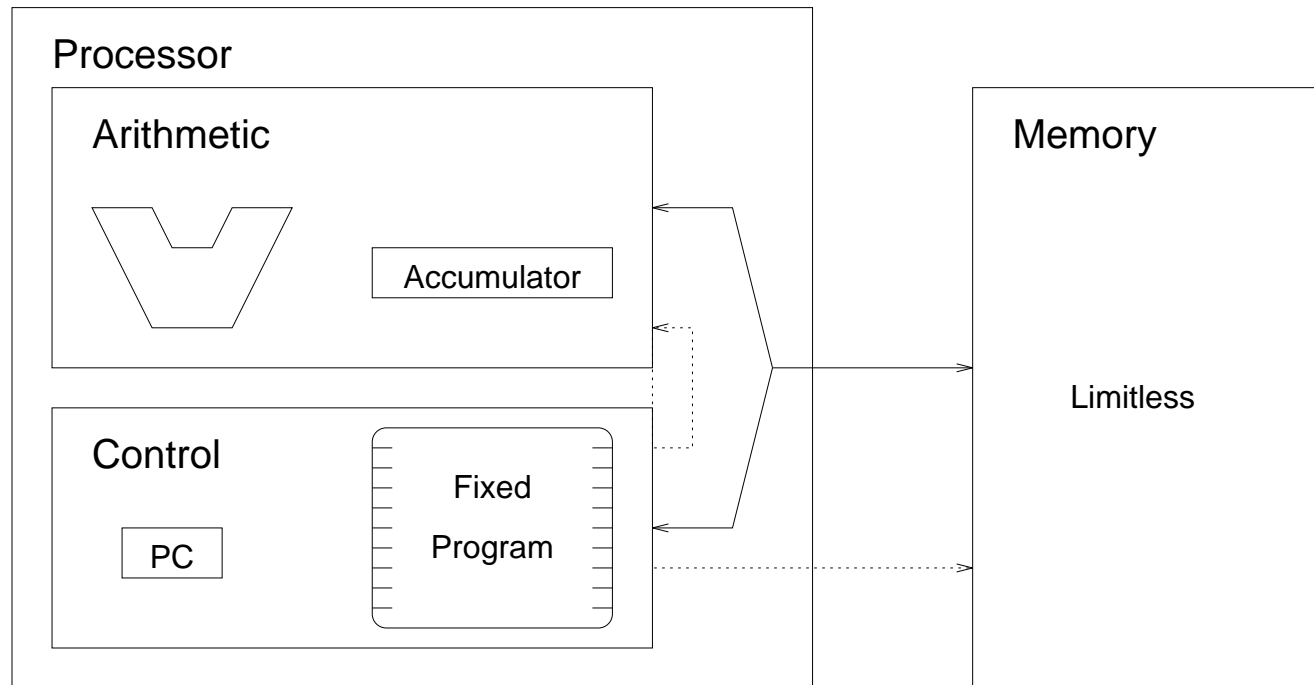 Processor
Arithmetic
Accumulator
Control
PC
Fixed
Program
Memory
Limitless